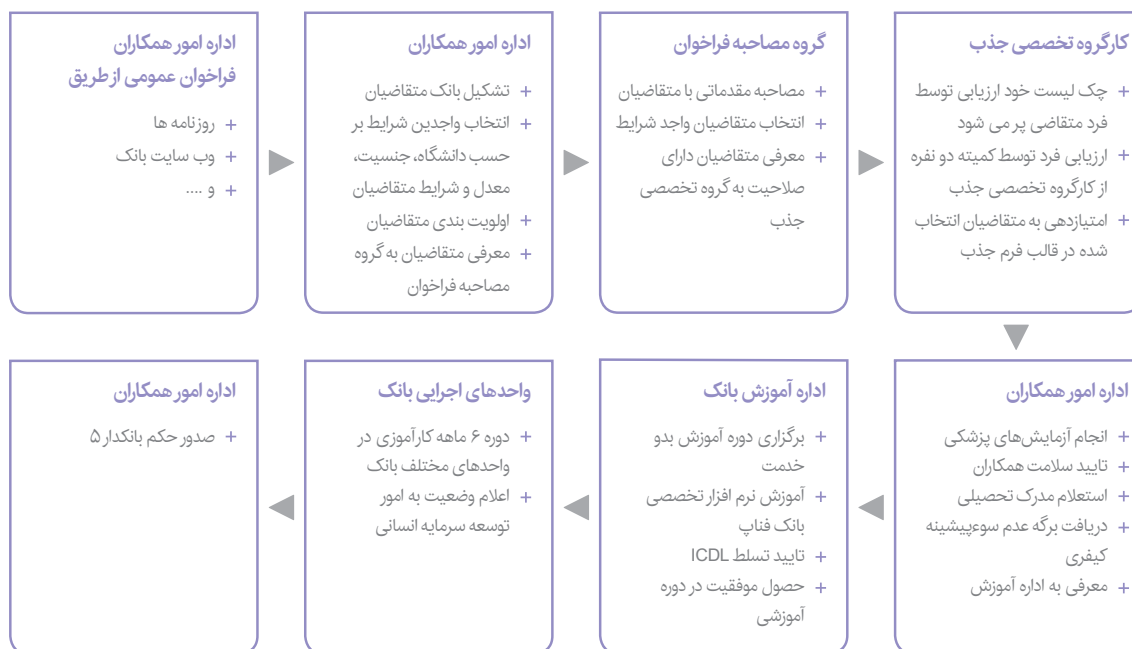 اداره امور همکاران
فراخوان عمومی از طریق
+ روزنامه ها
+ وب سایت بانک
+ و ....
اداره امور همکاران
+ تشکیل بانک متقاضیان
+ انتخاب واجدین شرایط بر
حسب دانشگاه، جنسیت،
معدل و شرایط متقاضیان
+ اولویت بندی متقاضیان
+ معرفی متقاضیان به گروه
مصاحبه فراخوان
گروه مصاحبه فراخوان
+ مصاحبه مقدماتی با متقاضیان
+ انتخاب متقاضیان واجد شرایط
+ معرفی متقاضیان دارای
صلاحیت به گروه تخصصی
جذب
کارگروه تخصصی جذب
+ چک لیست خود ارزیابی توسط
فرد متقاضی پر می شود
+ ارزیابی فرد توسط کمیته دو نفره
از کارگروه تخصصی جذب
+ امتیازدهی به متقاضیان انتخاب
شده در قالب فرم جذب
اداره امور همکاران
+ انجام آزمایش‌های پزشکی
+ تایید سلامت همکاران
+ استعلام مدرک تحصیلی
+ دریافت برگه عدم سوءپیشینه
کیفری
+ معرفی به اداره آموزش
اداره آموزش بانک
+ برگزاری دوره آموزش بدو
خدمت
+ آموزش نرم افزار تخصصی
بانک فناپ
+ تایید تسلط ICDL
+ حصول موفقیت در دوره
آموزشی
واحدهای اجرایی بانک
+ دوره ۶ ماهه کارآموزی در
واحدهای مختلف بانک
+ اعلام وضعیت به امور
توسعه سرمایه انسانی
اداره امور همکاران
+ صدور حکم بانکدار ۵